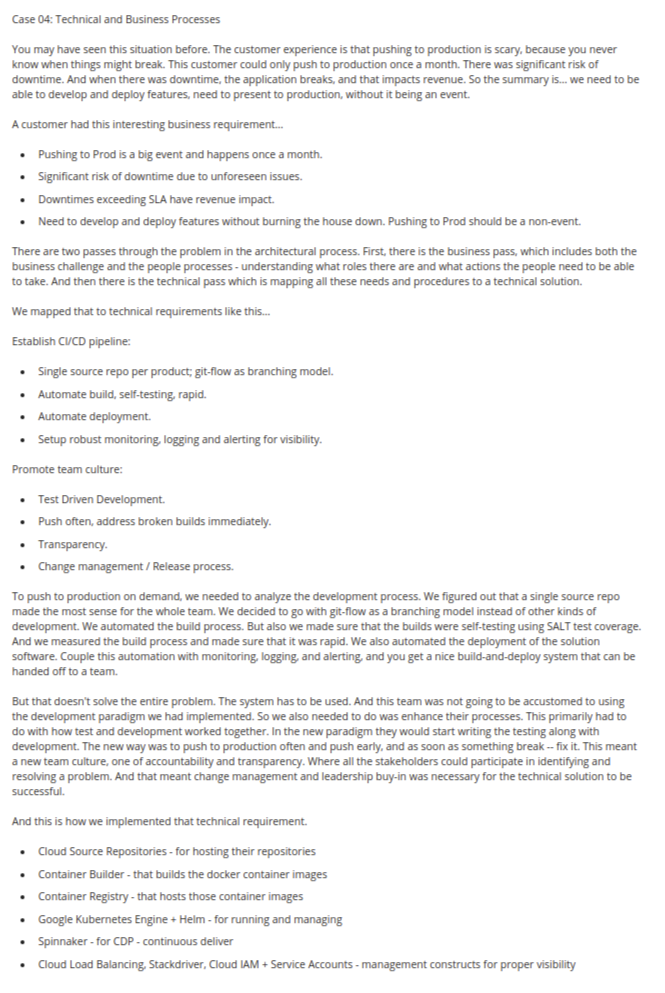 Case 04: Technical and Business Processes
You may have seen this situation before. The customer experience is that pushing to production is scary, because you never
know when things might break. This customer could only push to production once a month. There was significant risk of
downtime. And when there was downtime, the application breaks, and that impacts revenue. So the summary is... we need to be
able to develop and deploy features, need to present to production, without it being an event.
A customer had this interesting business requirement...
• Pushing to Prod is a big event and happens once a month.
• Significant risk of downtime due to unforeseen issues.
• Downtimes exceeding SLA have revenue impact.
• Need to develop and deploy features without burning the house down. Pushing to Prod should be a non-event.
There are two passes through the problem in the architectural process. First, there is the business pass, which includes both the
business challenge and the people processes - understanding what roles there are and what actions the people need to be able
to take. And then there is the technical pass which is mapping all these needs and procedures to a technical solution.
We mapped that to technical requirements like this...
Establish CI/CD pipeline:
• Single source repo per product; git-flow as branching model.
• Automate build, self-testing, rapid.
• Automate deployment.
• Setup robust monitoring, logging and alerting for visibility.
Promote team culture:
• Test Driven Development.
• Push often, address broken builds immediately.
• Transparency.
• Change management / Release process.
To push to production on demand, we needed to analyze the development process. We figured out that a single source repo
made the most sense for the whole team. We decided to go with git-flow as a branching model instead of other kinds of
development. We automated the build process. But also we made sure that the builds were self-testing using SALT test coverage.
And we measured the build process and made sure that it was rapid. We also automated the deployment of the solution
software. Couple this automation with monitoring, logging, and alerting, and you get a nice build-and-deploy system that can be
handed off to a team.
But that doesn't solve the entire problem. The system has to be used. And this team was not going to be accustomed to using
the development paradigm we had implemented. So we also needed to do was enhance their processes. This primarily had to
do with how test and development worked together. In the new paradigm they would start writing the testing along with
development. The new way was to push to production often and push early, and as soon as something break -- fix it. This meant
a new team culture, one of accountability and transparency. Where all the stakeholders could participate in identifying and
resolving a problem. And that meant change management and leadership buy-in was necessary for the technical solution to be
successful.
And this is how we implemented that technical requirement.
• Cloud Source Repositories - for hosting their repositories
• Container Builder - that builds the docker container images
• Container Registry - that hosts those container images
• Google Kubernetes Engine + Helm - for running and managing
• Spinnaker - for CDP - continuous deliver
• Cloud Load Balancing, Stackdriver, Cloud IAM + Service Accounts - management constructs for proper visibility